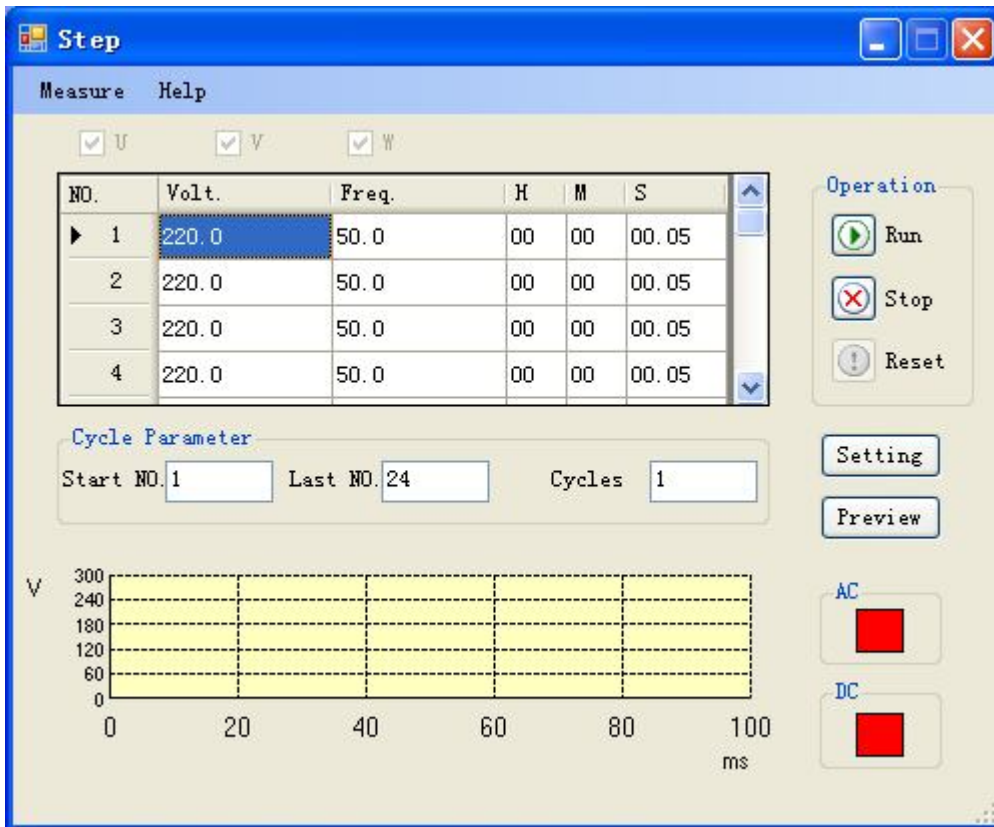 Step
Measure Help
U V W
NO. Volt. Freq. H M S
1 220.0 50.0 00 00 00.05
2 220.0 50.0 00 00 00.05
3 220.0 50.0 00 00 00.05
4 220.0 50.0 00 00 00.05
Operation
Run
Stop
Reset
Cycle Parameter
Start NO. 1 Last NO. 24 Cycles 1
Setting
Preview
V
300
240
180
120
60
0
0 20 40 60 80 100
ms
AC
DC